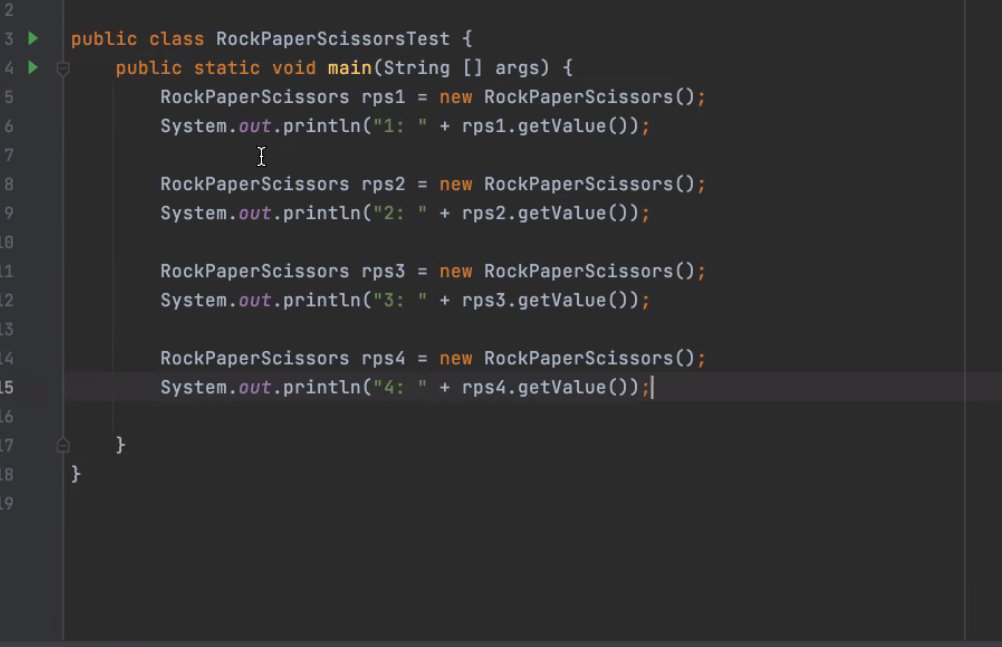 2
3 public class RockPaperScissorsTest {
4 public static void main(String [] args) {
5 RockPaperScissors rps1 = new RockPaperScissors();
6 System.out.println("1: " + rps1.getValue());
7
8 RockPaperScissors rps2 = new RockPaperScissors();
9 System.out.println("2: " + rps2.getValue());
10
11 RockPaperScissors rps3 = new RockPaperScissors();
12 System.out.println("3: " + rps3.getValue());
13
14 RockPaperScissors rps4 = new RockPaperScissors();
15 System.out.println("4: " + rps4.getValue());
16
17 }
18 }
19